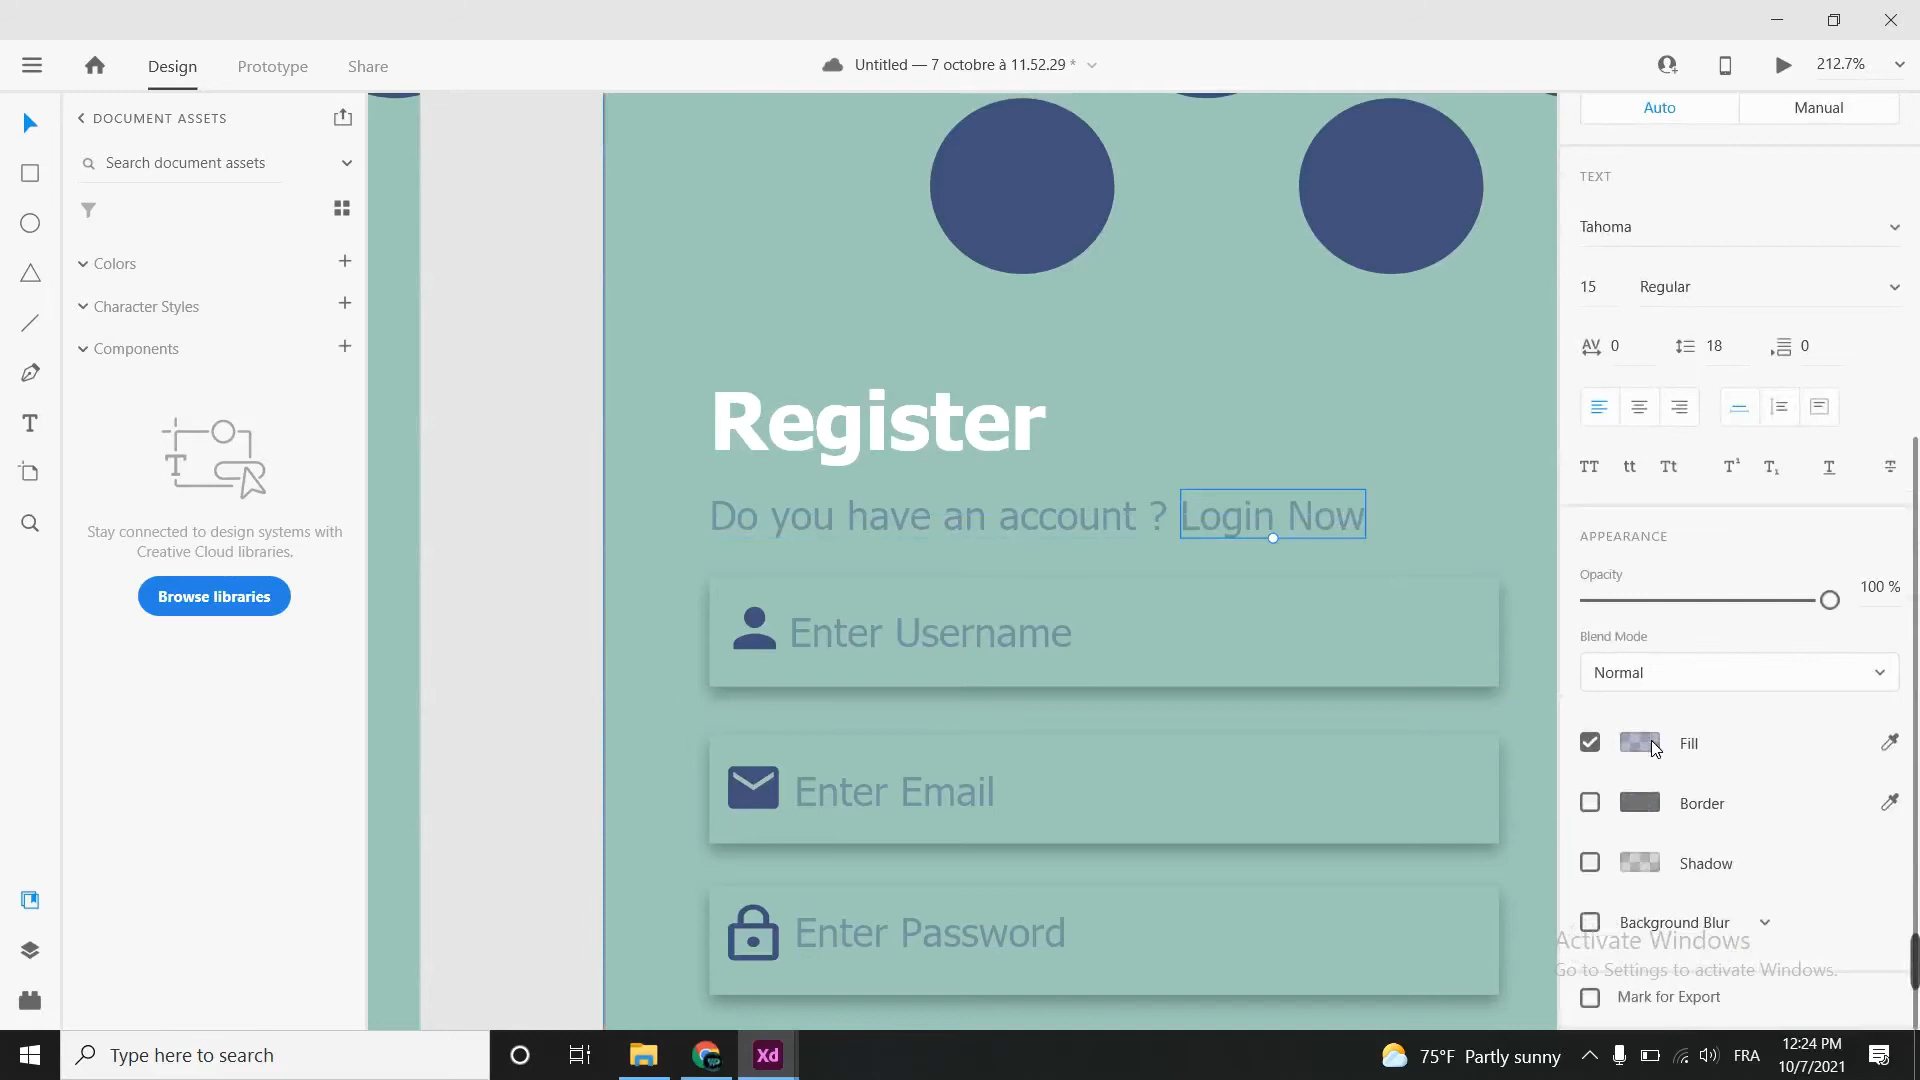 Design
Prototype
Share
Untitled — 7 octobre à 11.52.29 *
212.7%
DOCUMENT ASSETS
Search document assets
Colors
Character Styles
Components
Stay connected to design systems with
Creative Cloud libraries.
Browse libraries
Register
Do you have an account ? Login Now
Enter Username
Enter Email
Enter Password
Auto
Manual
TEXT
Tahoma
15
Regular
AV 0
18
0
TT
tt
Tt
T¹
T₁
T
T
APPEARANCE
Opacity
100 %
Blend Mode
Normal
Fill
Border
Shadow
Background Blur
Activate Windows
Go to Settings to activate Windows.
Mark for Export
Type here to search
Xd
75°F Partly sunny
FRA
12:24 PM
10/7/2021